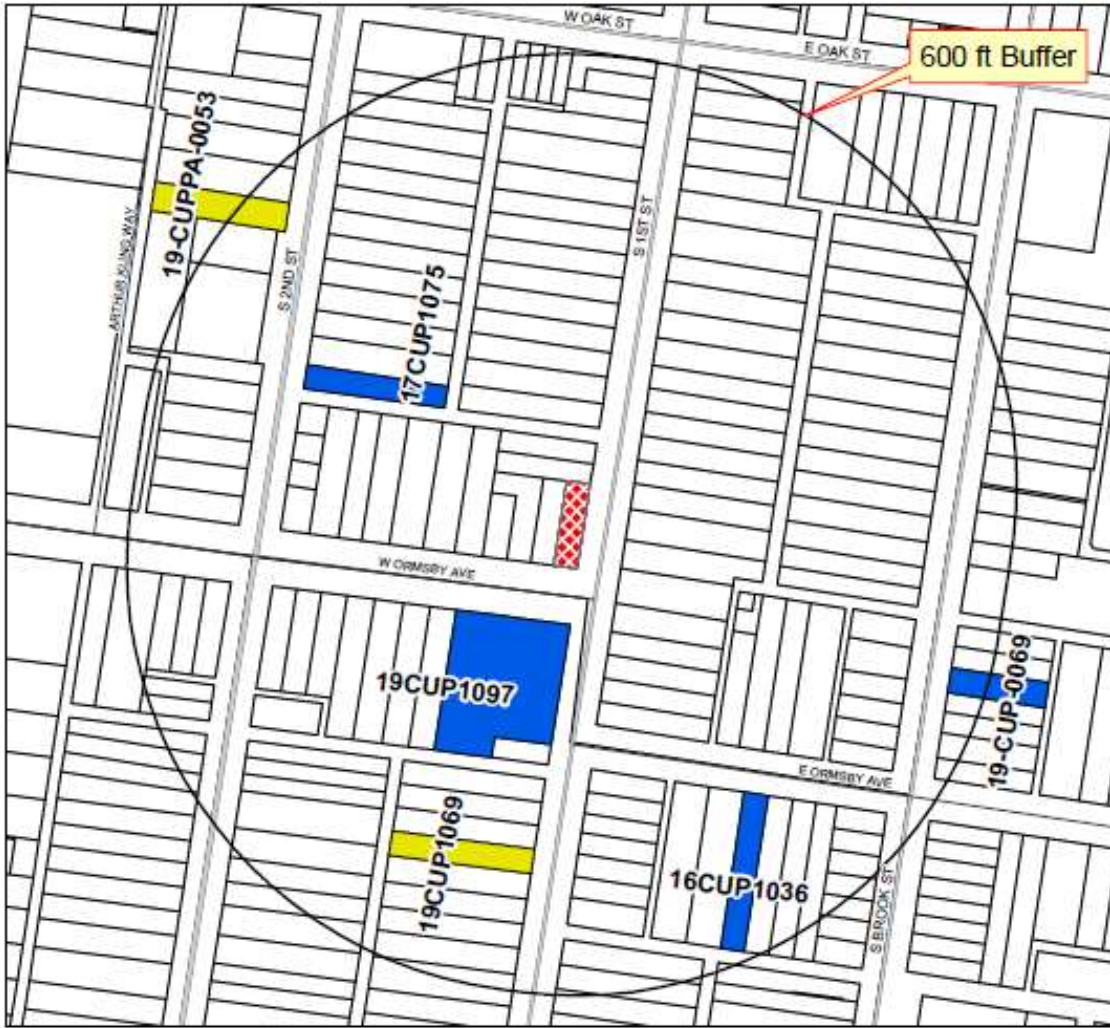 W OAK ST
E OAK ST
600 ft Buffer
19-CUPPA-0053
ARTHUR KLING WAY
S 2ND ST
S 1ST ST
17CUP1075
W ORMSBY AVE
19CUP1097
19-CUP-0069
E ORMSBY AVE
19CUP1069
16CUP1036
S BROOK ST